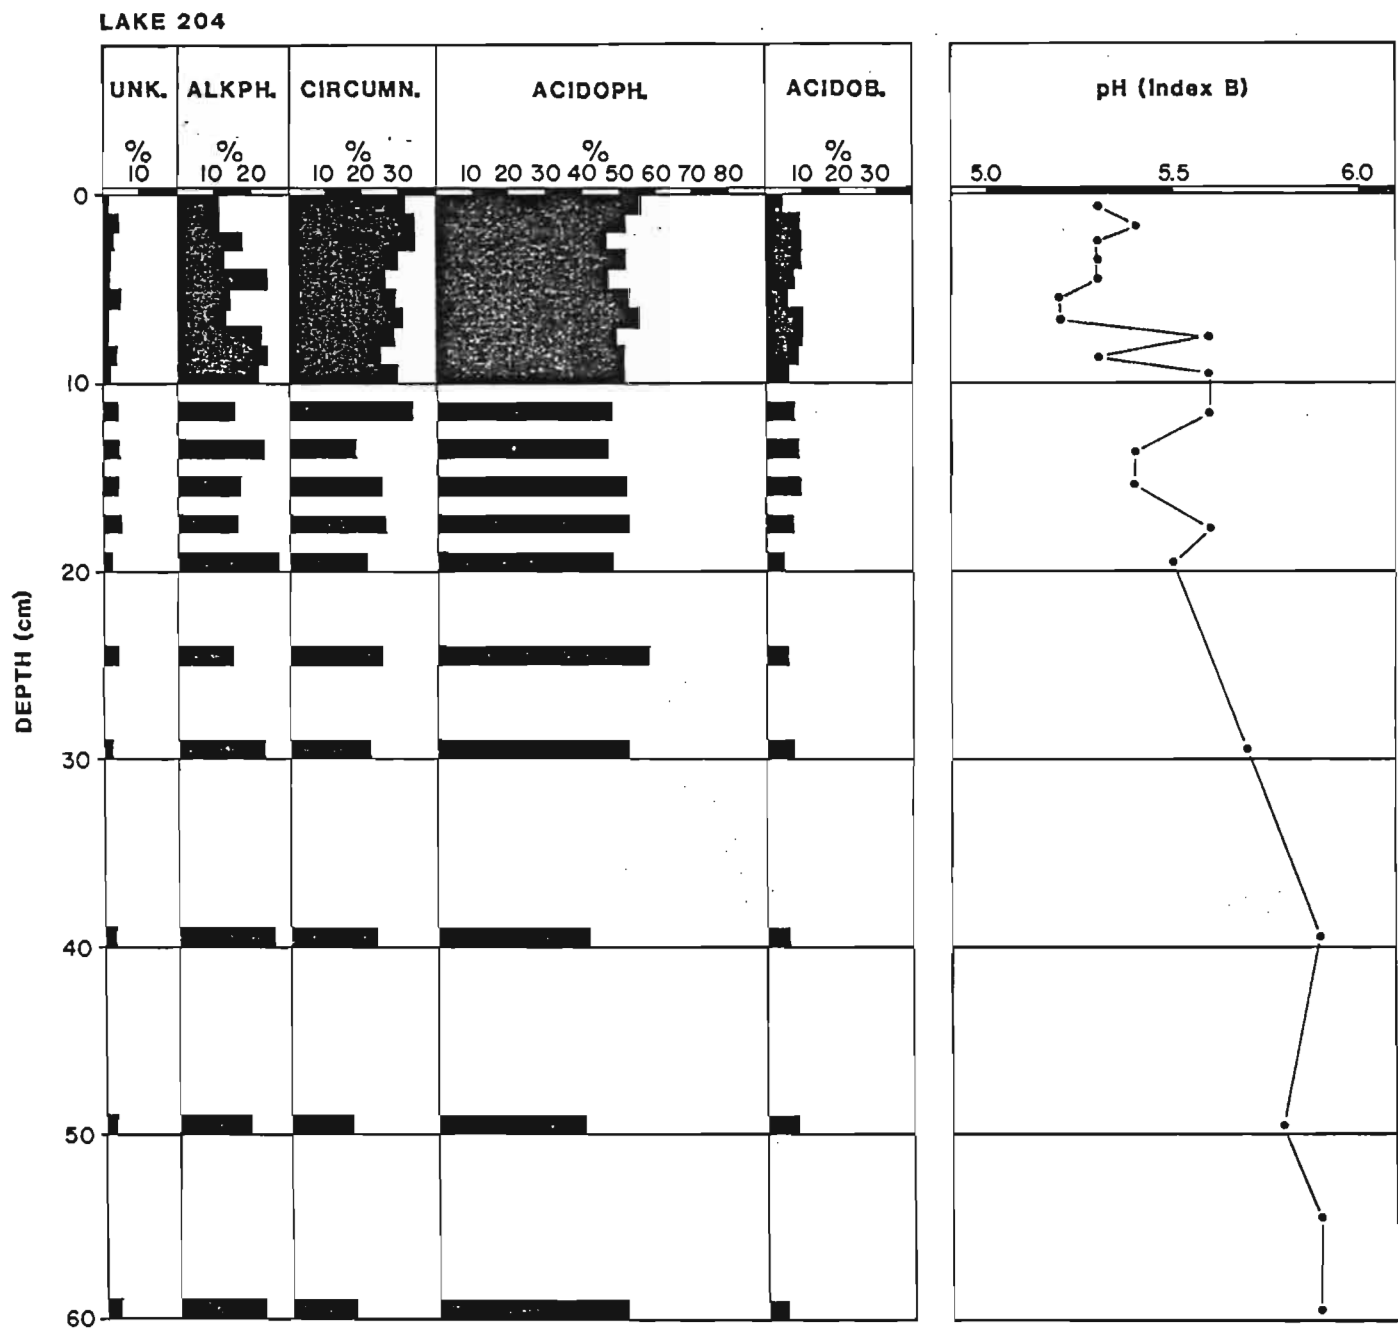 LAKE 204
UNK. ALKPH. CIRCUMN. ACIDOPH. ACIDOB. pH (Index B)
% % % % %
10 10 20 10 20 30 10 20 30 40 50 60 70 80 10 20 30 5.0 5.5 6.0
0
10
20
DEPTH (cm)
30
40
50
60